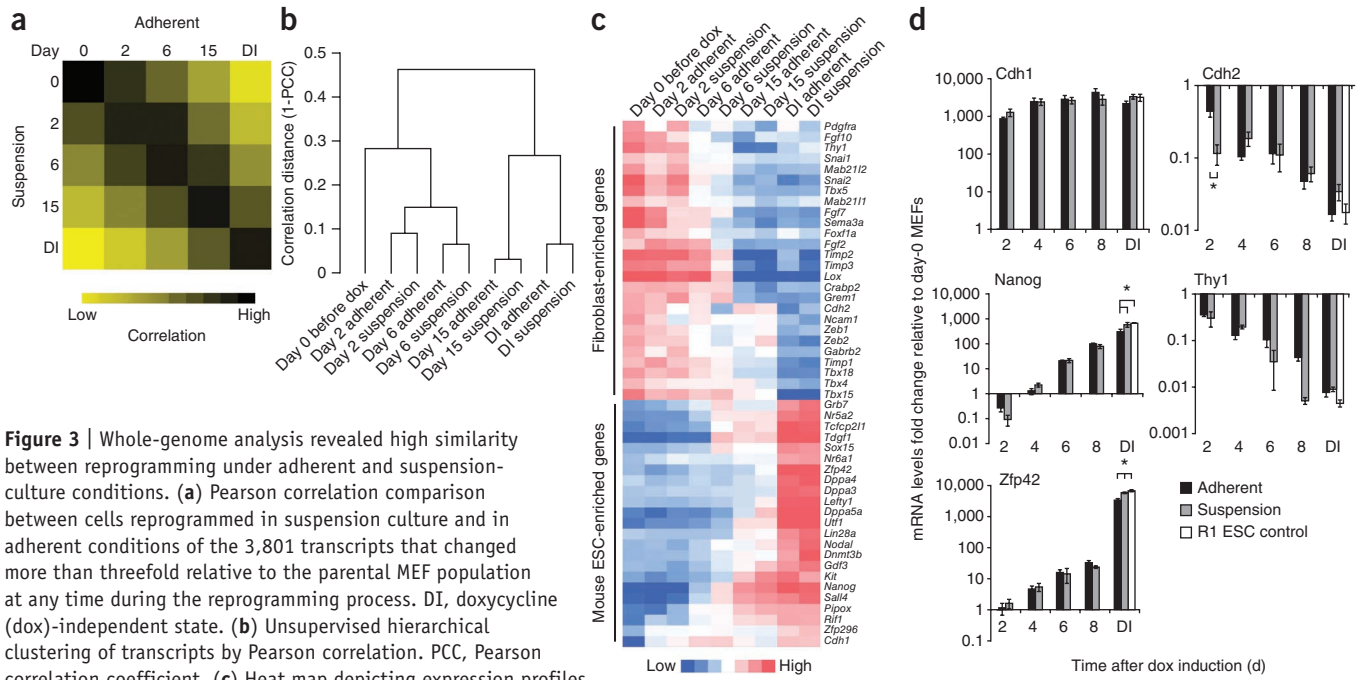 a
Adherent
Day 0 2 6 15 DI
Suspension
0
2
6
15
DI
Low High
Correlation
b
Correlation distance (1-PCC)
0.5
0.4
0.3
0.2
0.1
0
Day 0 before dox
Day 2 adherent
Day 2 suspension
Day 6 adherent
Day 6 suspension
Day 15 adherent
Day 15 suspension
DI adherent
DI suspension
c
Day 0 before dox
Day 2 adherent
Day 2 suspension
Day 6 adherent
Day 6 suspension
Day 15 adherent
Day 15 suspension
DI adherent
DI suspension
Fibroblast-enriched genes
Pdgfra
Fgf10
Thy1
Snai1
Mab21l2
Snai2
Tbx5
Mab21l1
Fgf7
Sema3a
Foxf1a
Fgf2
Timp2
Timp3
Lox
Crabp2
Grem1
Cdh2
Ncam1
Zeb1
Zeb2
Gabrb2
Timp1
Tbx18
Tbx4
Tbx15
Mouse ESC-enriched genes
Grb7
Nr5a2
Tcfcp2l1
Tdgf1
Sox15
Nr6a1
Zfp42
Dppa4
Dppa3
Lefty1
Dppa5a
Utf1
Lin28a
Nodal
Dnmt3b
Gdf3
Kit
Nanog
Sall4
Pipox
Rif1
Zfp296
Cdh1
Low High
d
mRNA levels fold change relative to day-0 MEFs
Cdh1
10,000
1,000
100
10
1
2 4 6 8 DI
Cdh2
1
0.1
0.01
*
2 4 6 8 DI
Nanog
10,000
1,000
100
10
1
0.1
0.01
*
2 4 6 8 DI
Thy1
1
0.1
0.01
0.001
2 4 6 8 DI
Zfp42
10,000
1,000
100
10
1
0.1
*
2 4 6 8 DI
Adherent
Suspension
R1 ESC control
Time after dox induction (d)
Figure 3 | Whole-genome analysis revealed high similarity
between reprogramming under adherent and suspension-
culture conditions. (a) Pearson correlation comparison
between cells reprogrammed in suspension culture and in
adherent conditions of the 3,801 transcripts that changed
more than threefold relative to the parental MEF population
at any time during the reprogramming process. DI, doxycycline
(dox)-independent state. (b) Unsupervised hierarchical
clustering of transcripts by Pearson correlation. PCC, Pearson
correlation coefficient. (c) Heat map depicting expression profiles